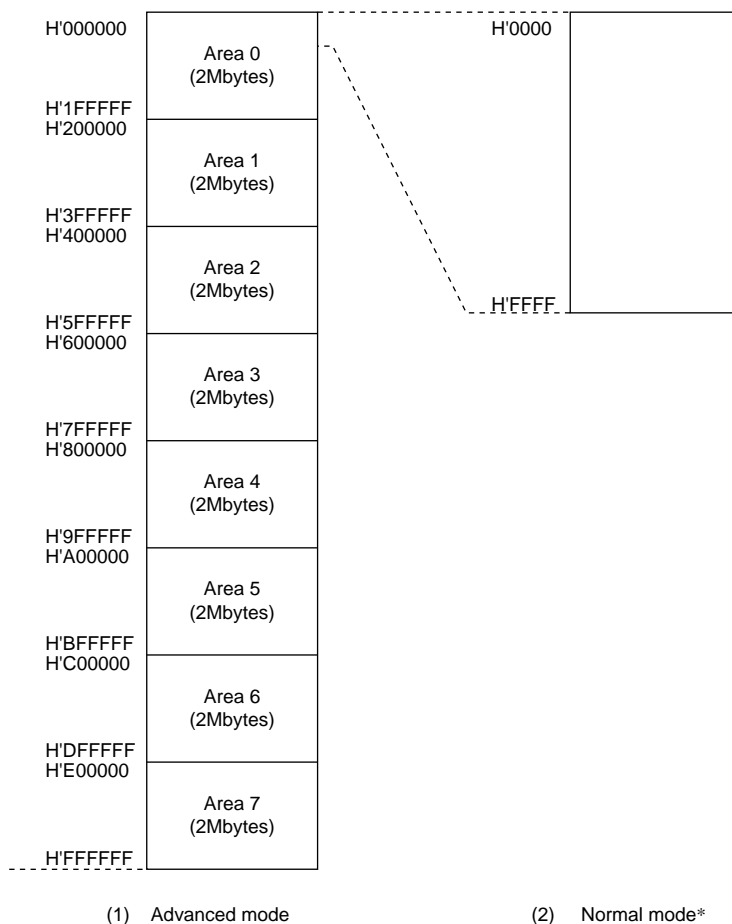 H'000000
Area 0
(2Mbytes)
H'1FFFFF
H'200000
Area 1
(2Mbytes)
H'3FFFFF
H'400000
Area 2
(2Mbytes)
H'5FFFFF
H'600000
Area 3
(2Mbytes)
H'7FFFFF
H'800000
Area 4
(2Mbytes)
H'9FFFFF
H'A00000
Area 5
(2Mbytes)
H'BFFFFF
H'C00000
Area 6
(2Mbytes)
H'DFFFFF
H'E00000
Area 7
(2Mbytes)
H'FFFFFF
(1) Advanced mode
H'0000
H'FFFF
(2) Normal mode*